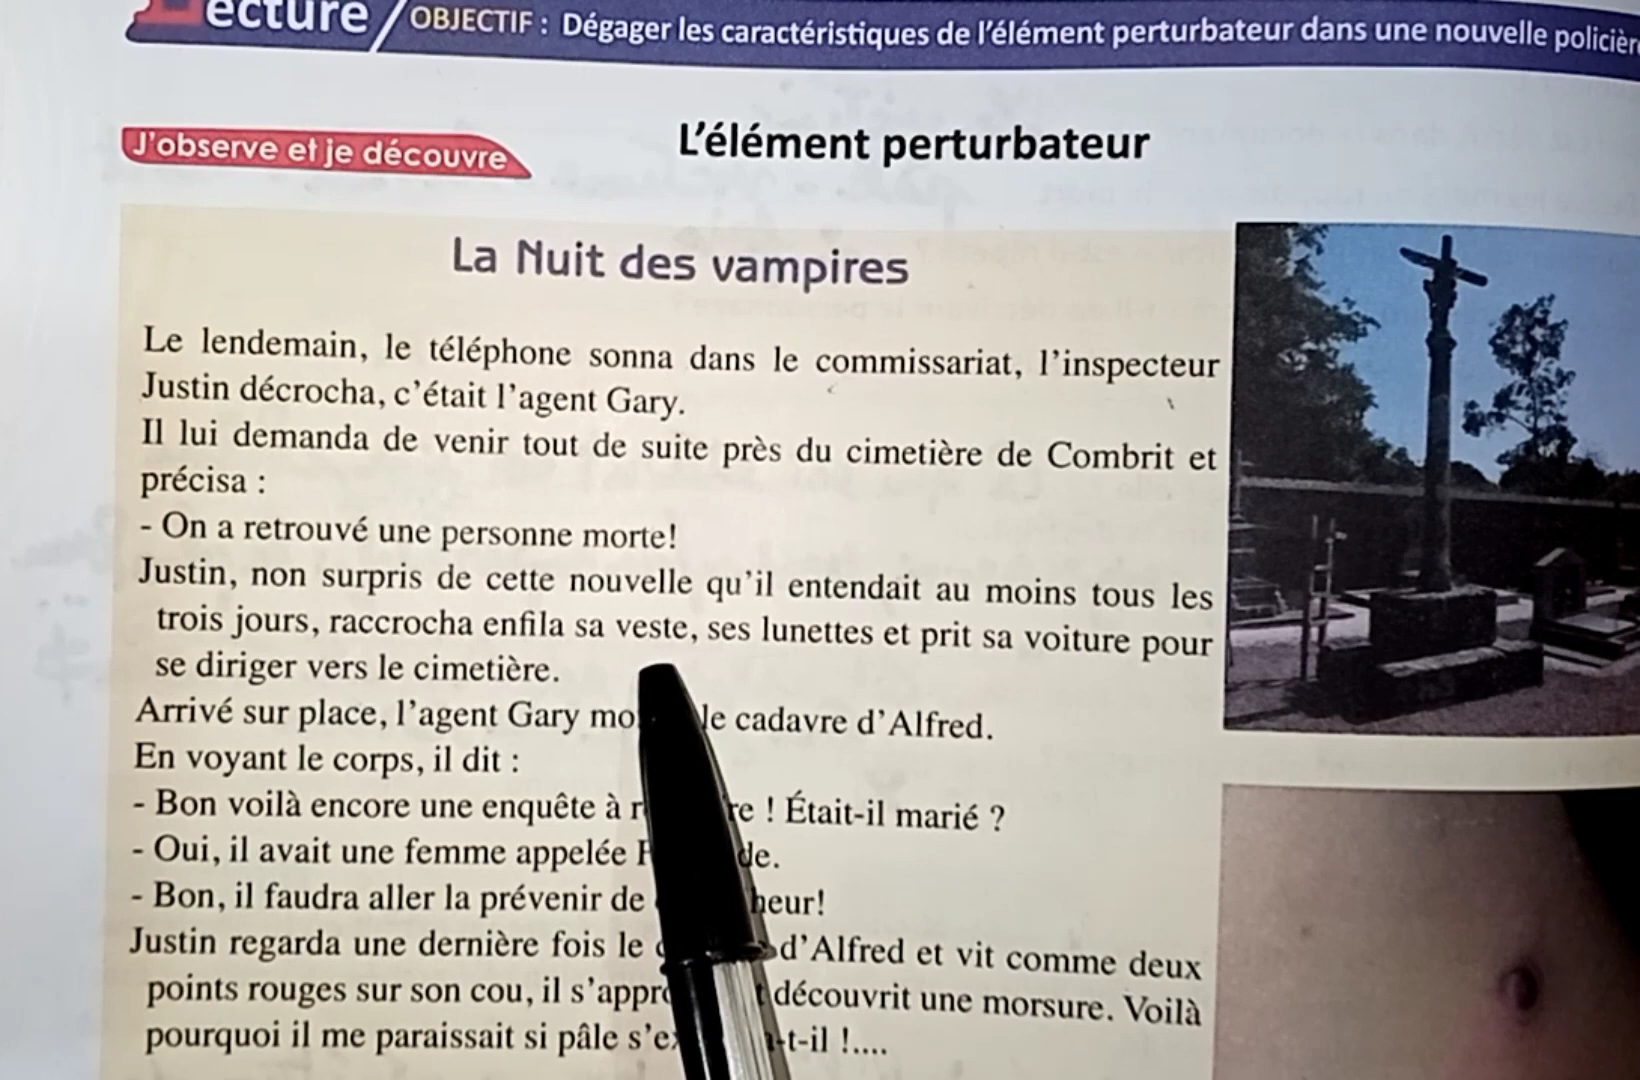 ecture / OBJECTIF : Dégager les caractéristiques de l'élément perturbateur dans une nouvelle policièr
J'observe et je découvre
L'élément perturbateur
La Nuit des vampires
Le lendemain, le téléphone sonna dans le commissariat, l'inspecteur
Justin décrocha, c'était l'agent Gary.
Il lui demanda de venir tout de suite près du cimetière de Combrit et
précisa :
- On a retrouvé une personne morte!
Justin, non surpris de cette nouvelle qu'il entendait au moins tous les
trois jours, raccrocha enfila sa veste, ses lunettes et prit sa voiture pour
se diriger vers le cimetière.
Arrivé sur place, l'agent Gary mo le cadavre d'Alfred.
En voyant le corps, il dit :
- Bon voilà encore une enquête à r re ! Était-il marié ?
- Oui, il avait une femme appelée de.
- Bon, il faudra aller la prévenir de heur!
Justin regarda une dernière fois le d'Alfred et vit comme deux
points rouges sur son cou, il s'appro t découvrit une morsure. Voilà
pourquoi il me paraissait si pâle s'e -t-il !....